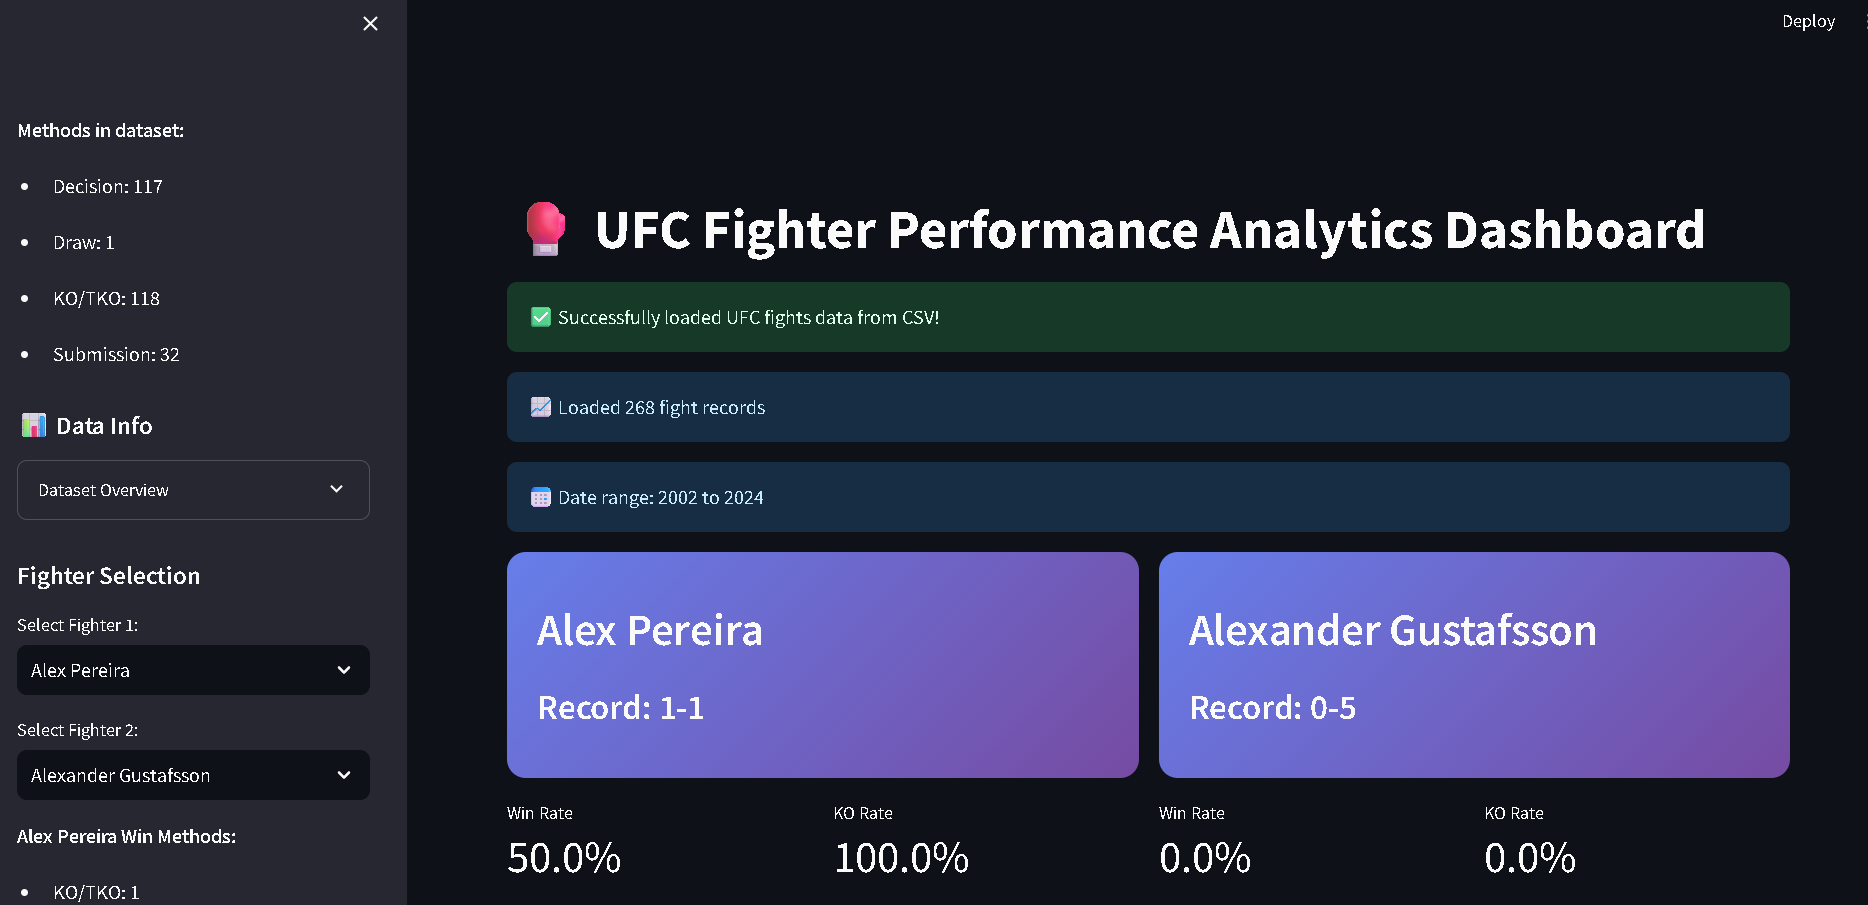 Methods in dataset:
Decision: 117
Draw: 1
KO/TKO: 118
Submission: 32
Data Info
Dataset Overview
Fighter Selection
Select Fighter 1:
Alex Pereira
Select Fighter 2:
Alexander Gustafsson
Alex Pereira Win Methods:
KO/TKO: 1
Deploy
UFC Fighter Performance Analytics Dashboard
Successfully loaded UFC fights data from CSV!
Loaded 268 fight records
Date range: 2002 to 2024
Alex Pereira
Record: 1-1
Alexander Gustafsson
Record: 0-5
Win Rate
50.0%
KO Rate
100.0%
Win Rate
0.0%
KO Rate
0.0%